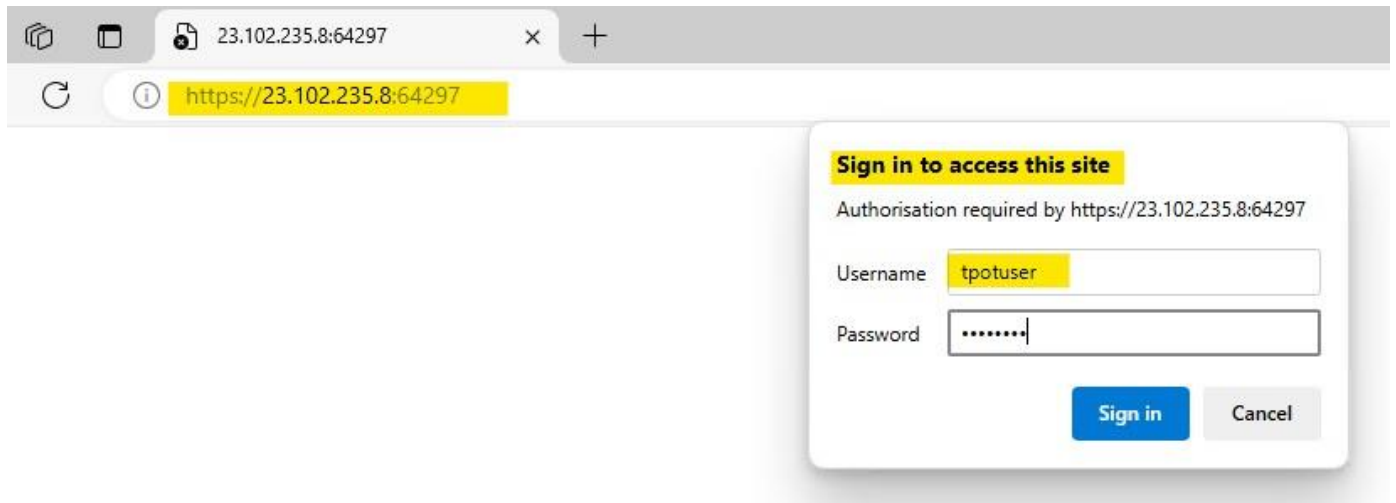 23.102.235.8:64297
https://23.102.235.8:64297
Sign in to access this site
Authorisation required by https://23.102.235.8:64297
Username tpotuser
Password ••••••••
Sign in Cancel